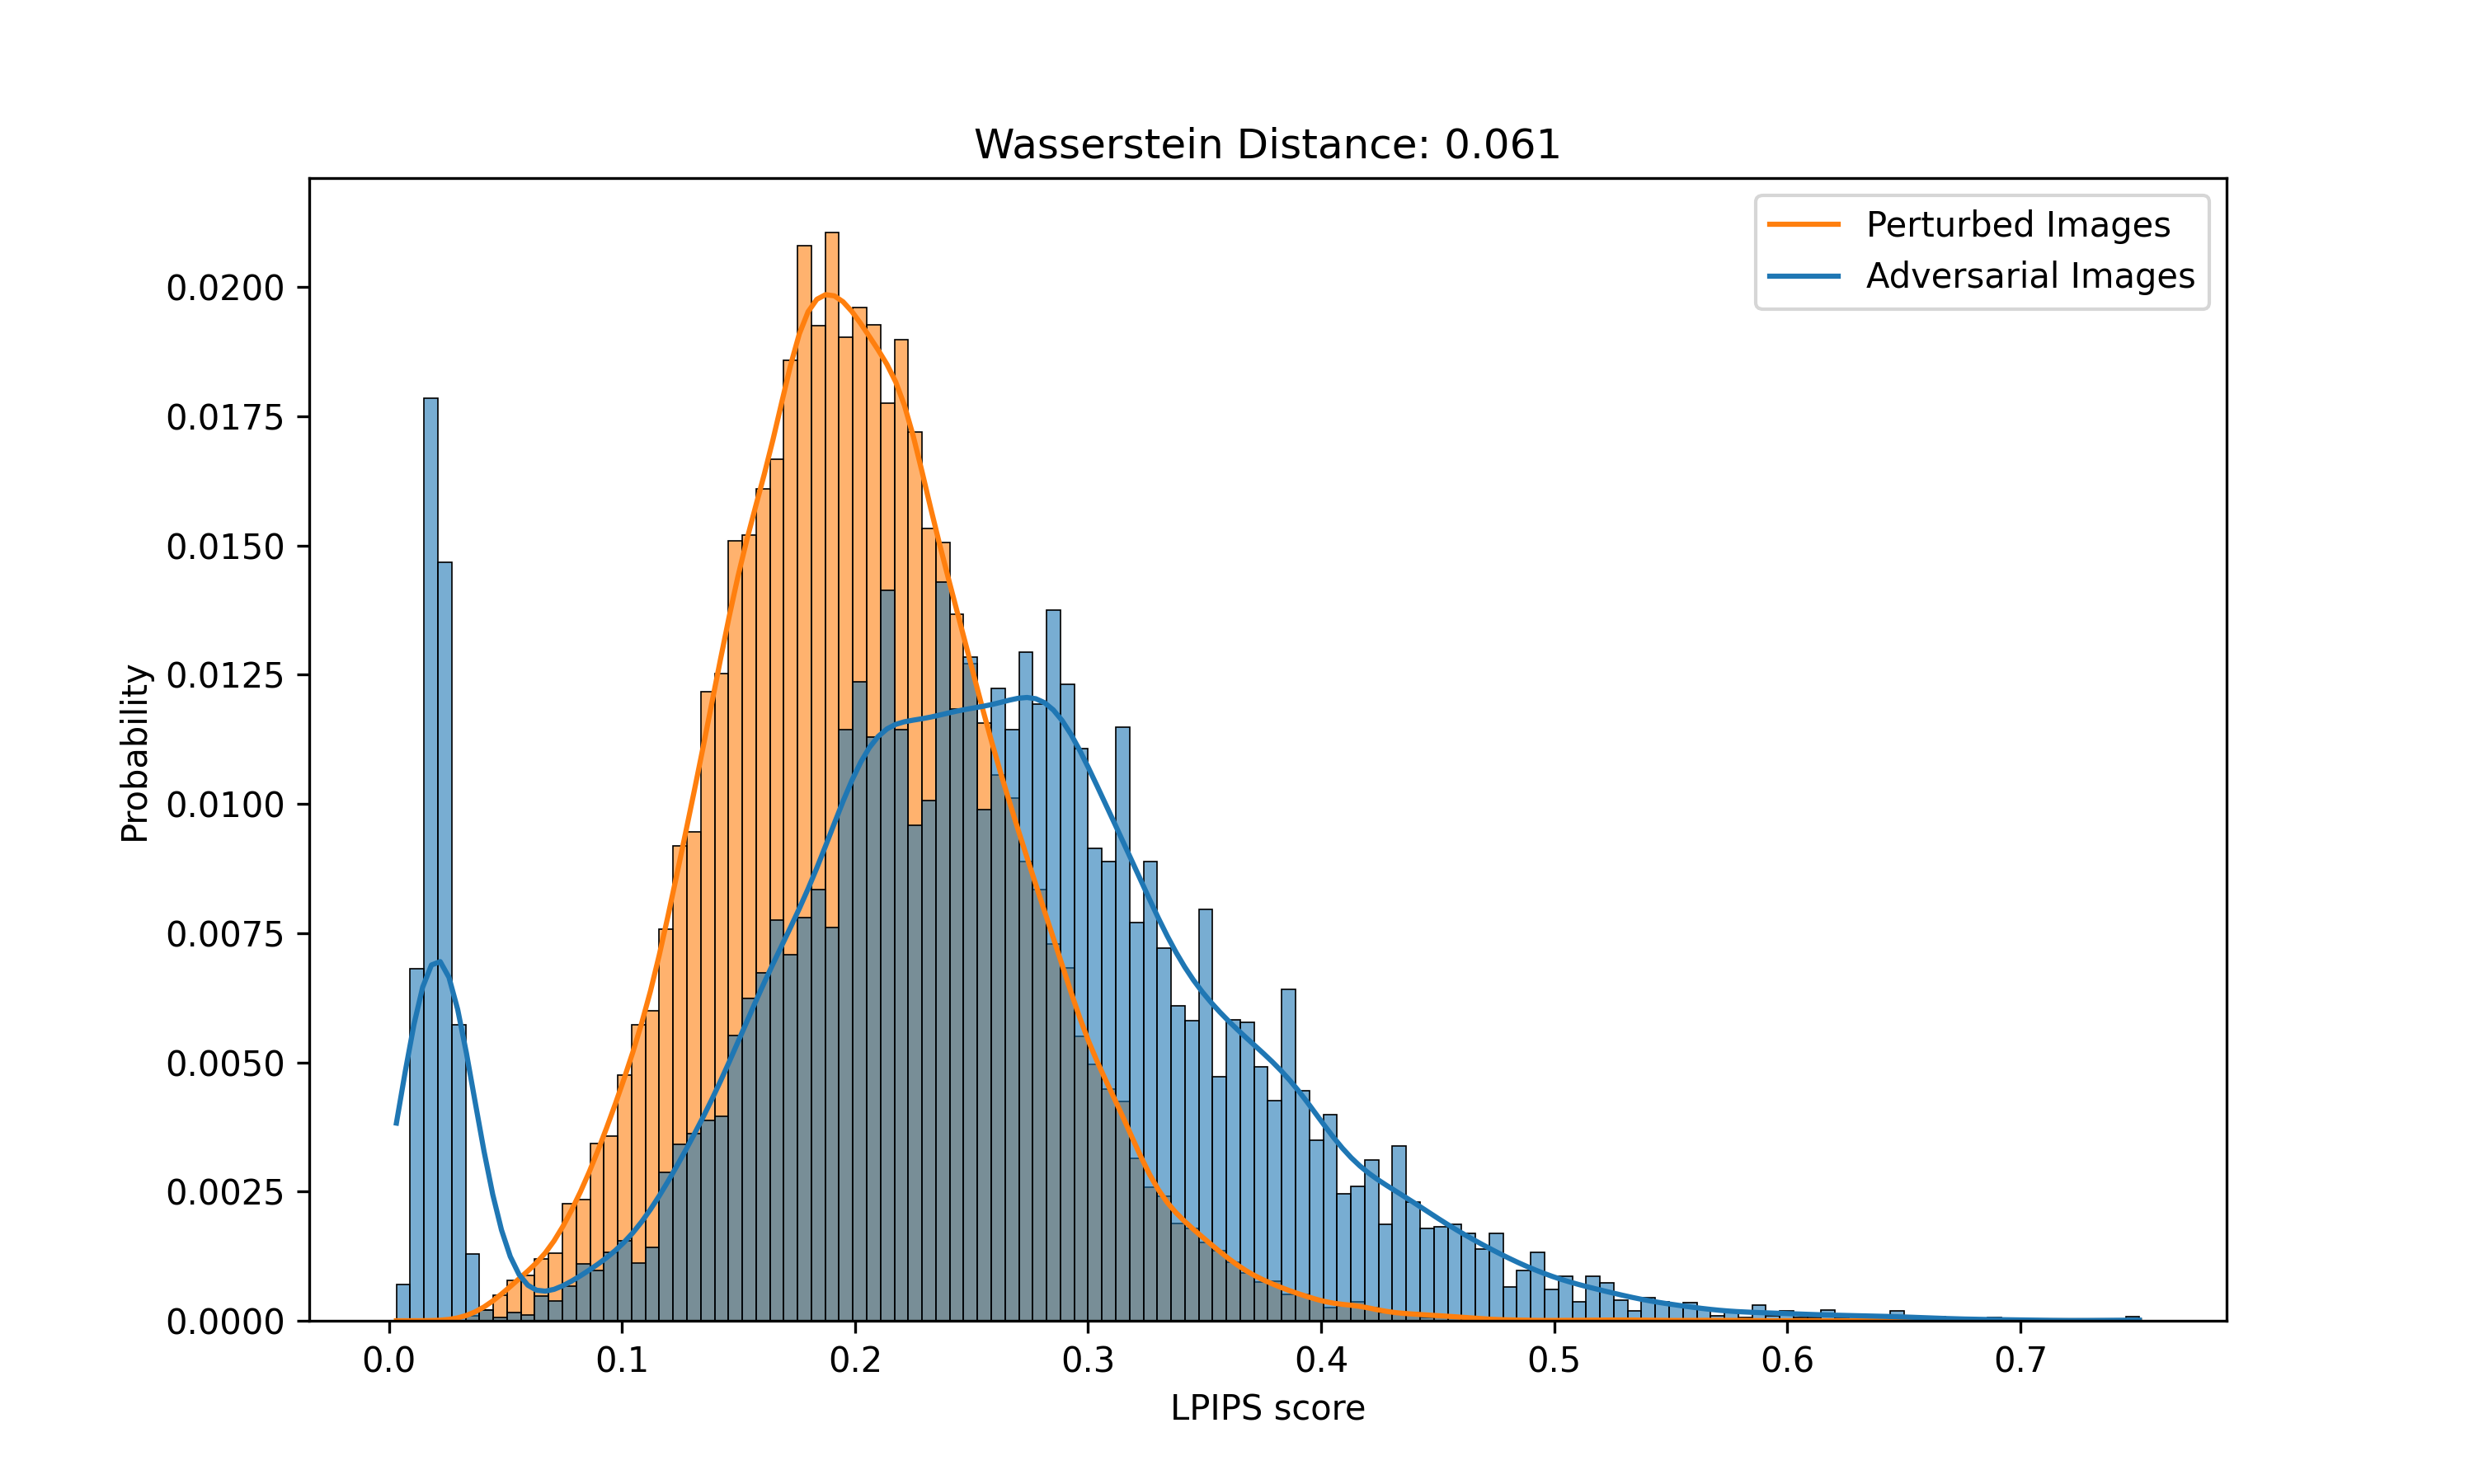 Wasserstein Distance: 0.061
Perturbed Images
Adversarial Images
0.0200
0.0175
0.0150
0.0125
0.0100
0.0075
0.0050
0.0025
0.0000
Probability
0.0 0.1 0.2 0.3 0.4 0.5 0.6 0.7
LPIPS score